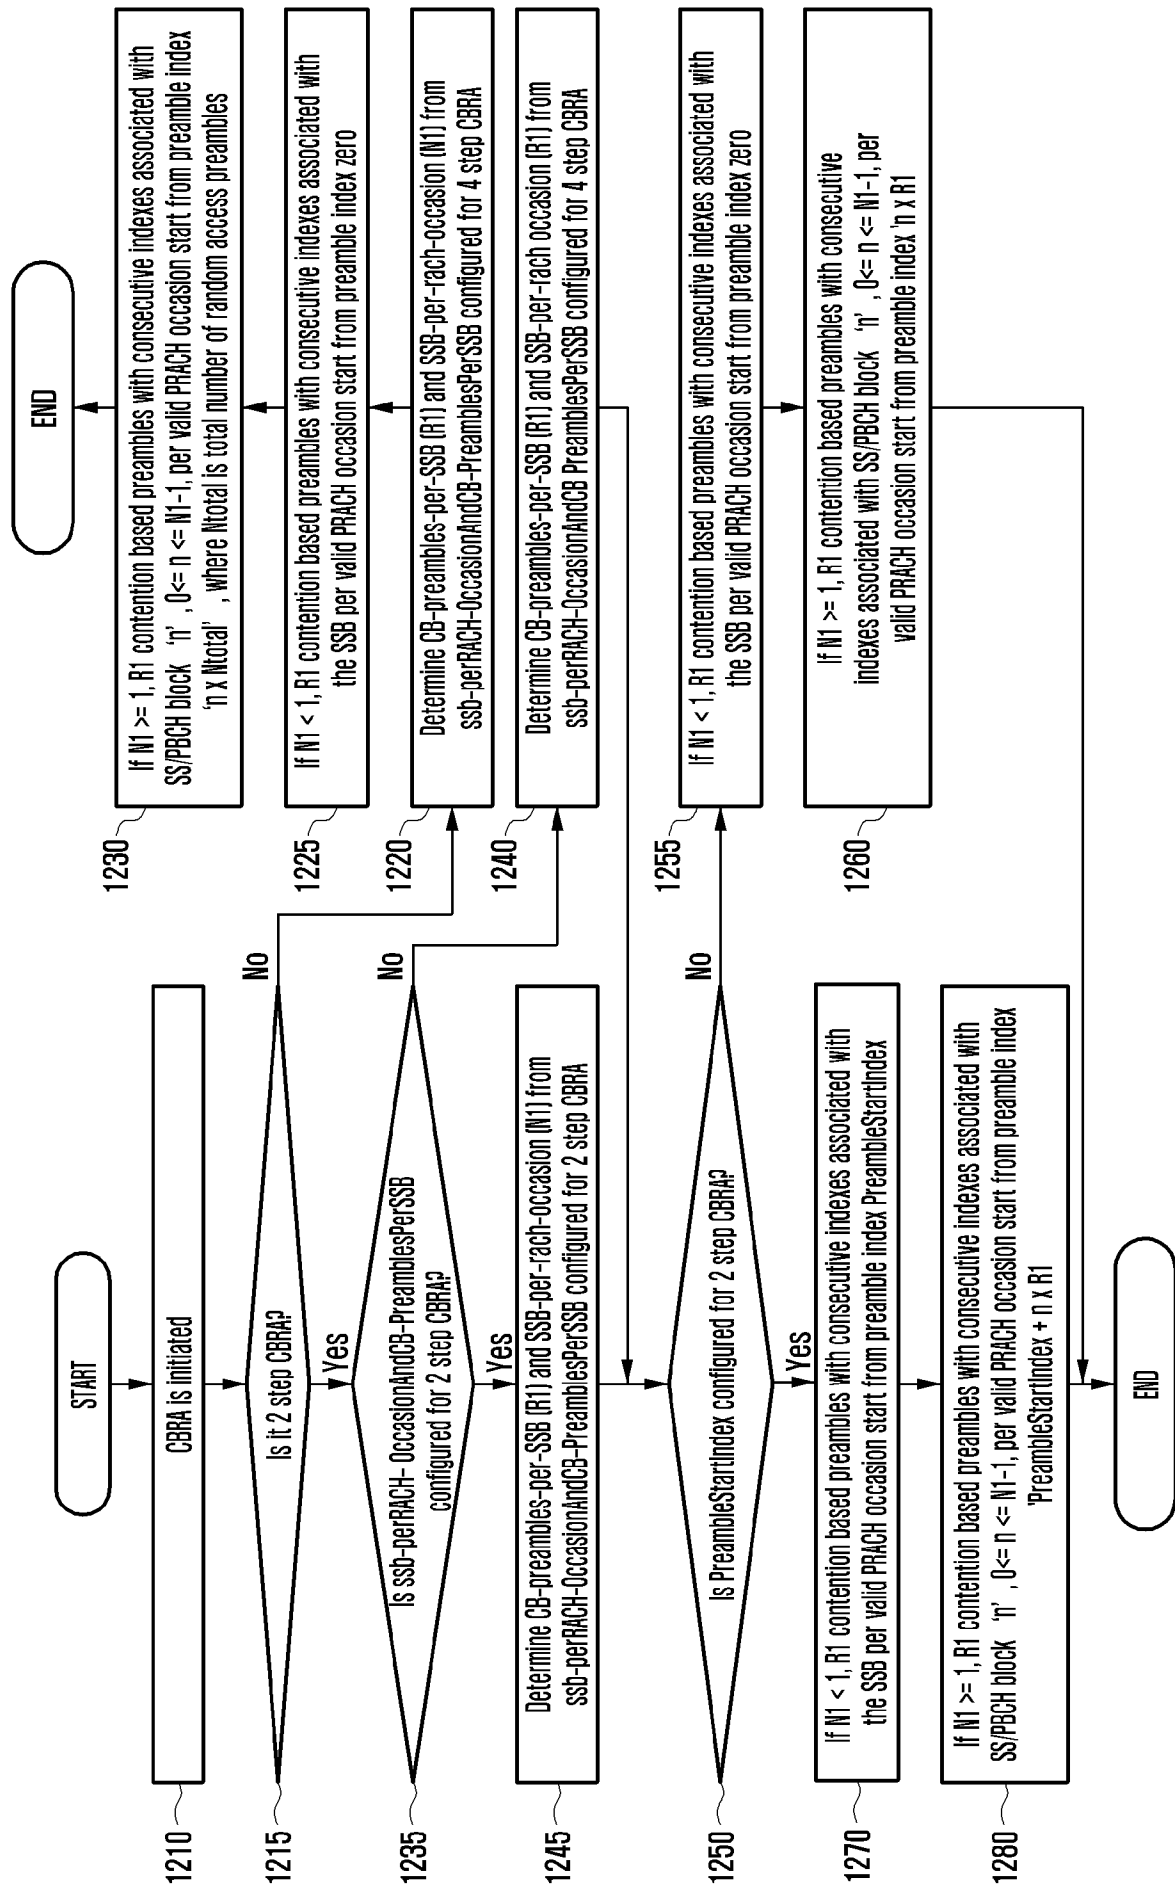 START
1210
CBRA is initiated
1215
Is it 2 step CBRA?
No
Yes
1235
Is ssb-perRACH- OccasionAndCB-PreamblesPerSSB
configured for 2 step CBRA?
No
Yes
1245
Determine CB-preambles-per-SSB (R1) and SSB-per-rach-occasion (N1) from
ssb-perRACH-OccasionAndCB-PreamblesPerSSB configured for 2 step CBRA
1250
Is PreambleStartIndex configured for 2 step CBRA?
No
Yes
1270
If N1 < 1, R1 contention based preambles with consecutive indexes associated with
the SSB per valid PRACH occasion start from preamble index PreambleStartIndex
1280
If N1 >= 1, R1 contention based preambles with consecutive indexes associated with
SS/PBCH block ‘n’, 0<= n <= N1-1, per valid PRACH occasion start from preamble index
'PreambleStartIndex + n x R1
END
END
1230
If N1 >= 1, R1 contention based preambles with consecutive indexes associated with
SS/PBCH block ‘n’, 0<= n <= N1-1, per valid PRACH occasion start from preamble index
‘n x Ntotal’, where Ntotal is total number of random access preambles
1225
If N1 < 1, R1 contention based preambles with consecutive indexes associated with
the SSB per valid PRACH occasion start from preamble index zero
1220
Determine CB-preambles-per-SSB (R1) and SSB-per-rach-occasion (N1) from
ssb-perRACH-OccasionAndCB-PreamblesPerSSB configured for 4 step CBRA
1240
Determine CB-preambles-per-SSB (R1) and SSB-per-rach occasion (R1) from
ssb-perRACH-OccasionAndCB PreamblesPerSSB configured for 4 step CBRA
1255
If N1 < 1, R1 contention based preambles with consecutive indexes associated with
the SSB per valid PRACH occasion start from preamble index zero
1260
If N1 >= 1, R1 contention based preambles with consecutive
indexes associated with SS/PBCH block ‘n’, 0<= n <= N1-1, per
valid PRACH occasion start from preamble index 'n x R1